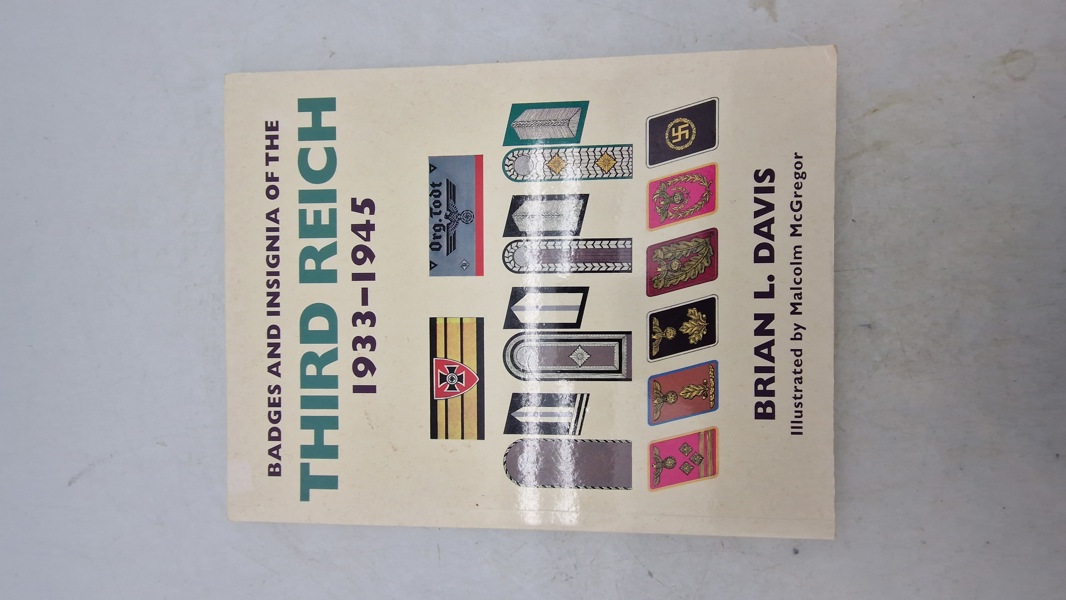 BADGES AND INSIGNIA OF THE
THIRD REICH
1933–1945
Org. Todt
BRIAN L. DAVIS
Illustrated by Malcolm McGregor